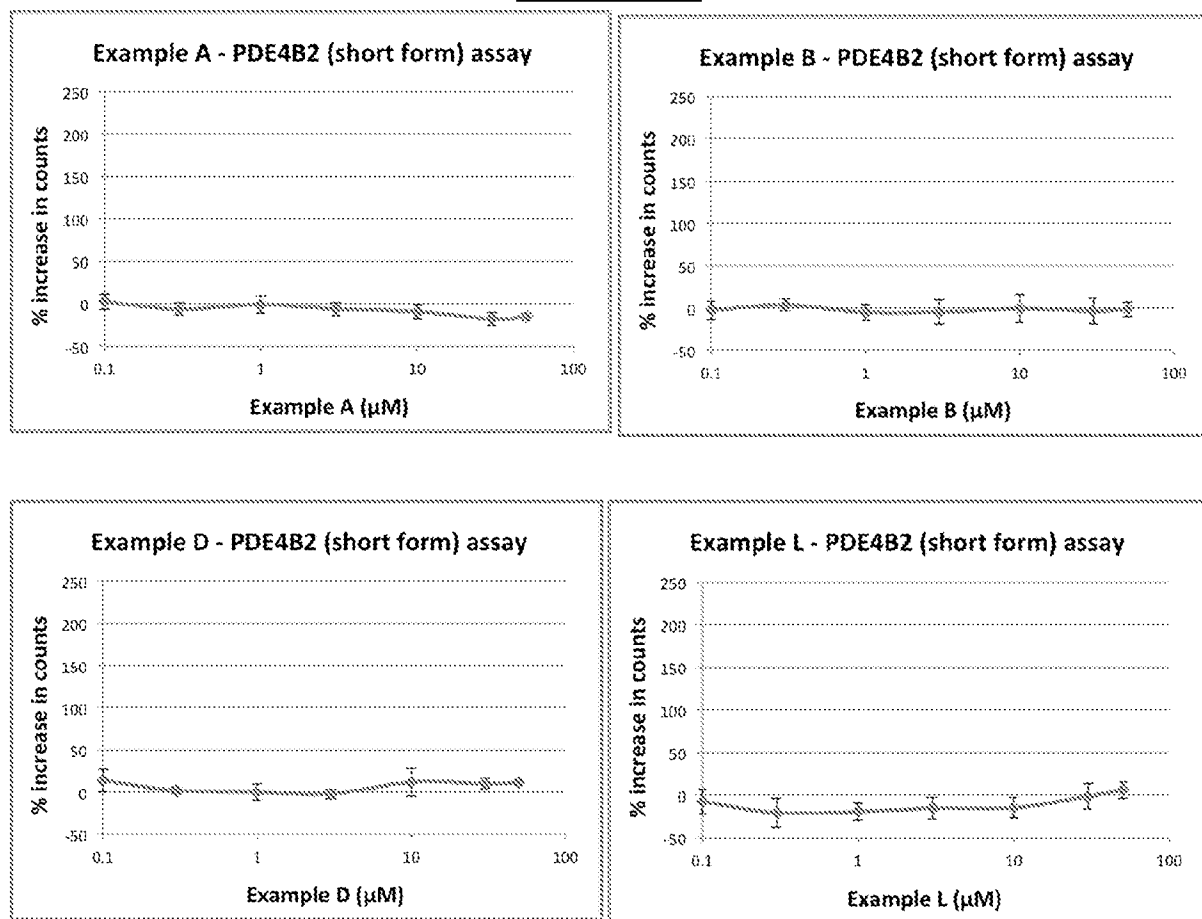 Example A - PDE4B2 (short form) assay
% increase in counts
250
200
150
100
50
0
-50
0.1 1 10 100
Example A (µM)
Example B - PDE4B2 (short form) assay
% increase in counts
250
200
150
100
50
0
-50
0.1 1 10 100
Example B (µM)
Example D - PDE4B2 (short form) assay
% increase in counts
250
200
150
100
50
0
-50
0.1 1 10 100
Example D (µM)
Example L - PDE4B2 (short form) assay
% increase in counts
250
200
150
100
50
0
-50
0.1 1 10 100
Example L (µM)